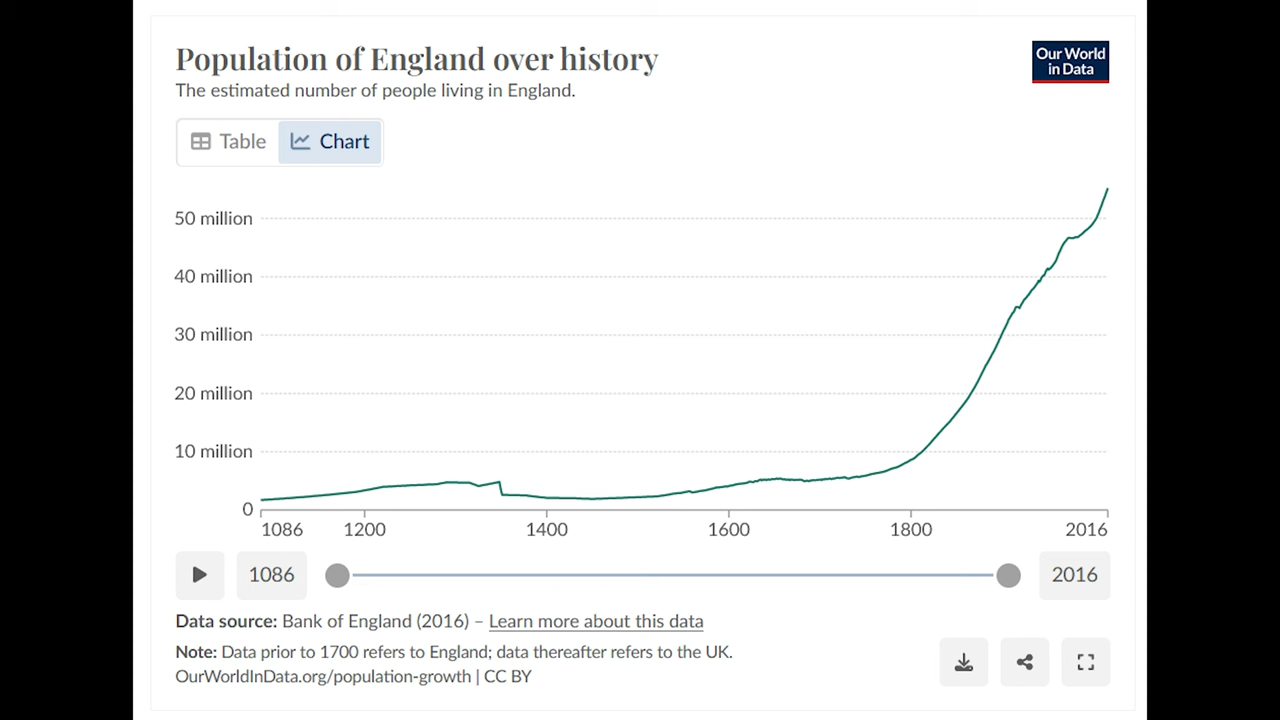 Population of England over history
The estimated number of people living in England.
Our World
in Data
Table
Chart
50 million
40 million
30 million
20 million
10 million
0
1086 1200 1400 1600 1800 2016
1086 2016
Data source: Bank of England (2016) – Learn more about this data
Note: Data prior to 1700 refers to England; data thereafter refers to the UK.
OurWorldInData.org/population-growth | CC BY